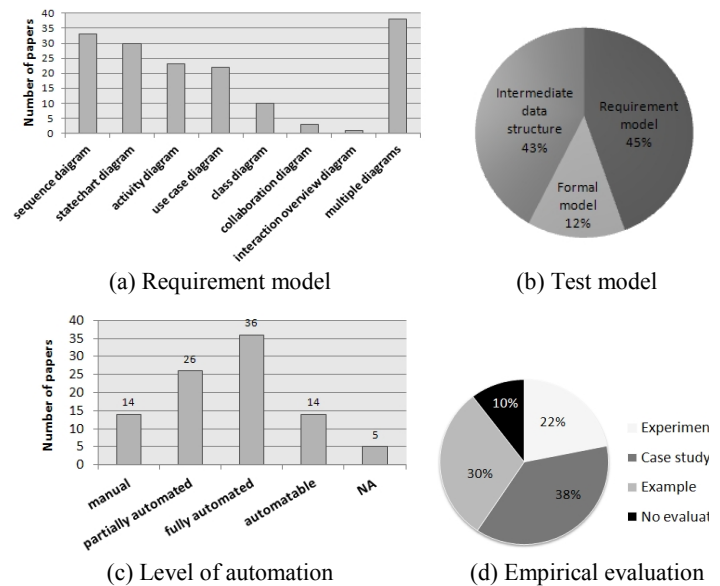 Number of papers
40
35
30
25
20
15
10
5
0
sequence daigram
statechart diagram
activity diagram
use case diagram
class diagram
collaboration diagram
interaction overview diagram
multiple diagrams
(a) Requirement model
Intermediate
data
structure
43%
Requirement
model
45%
Formal
model
12%
(b) Test model
Number of papers
40
35
30
25
20
15
10
5
0
14
26
36
14
5
manual
partially automated
fully automated
automatable
NA
(c) Level of automation
10%
22%
30%
38%
Experimen
Case study
Example
No evaluat
(d) Empirical evaluation